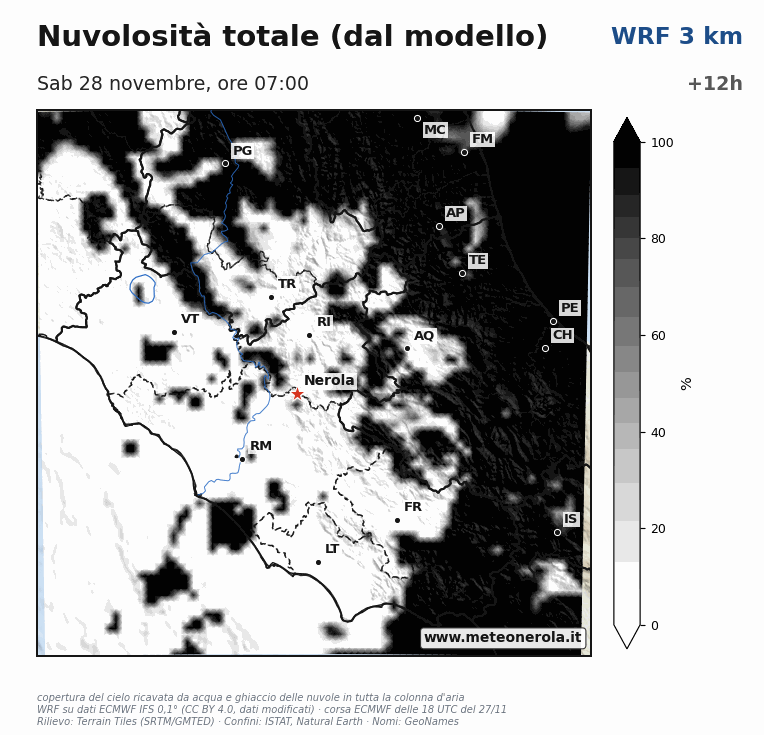 Nuvolosità totale (dal modello)
WRF 3 km
Sab 28 novembre, ore 07:00
+12h
MC
FM
PG
AP
TE
TR
PE
VT
RI
AQ
CH
Nerola
RM
FR
IS
LT
www.meteonerola.it
100
80
60
40
20
0
%
copertura del cielo ricavata da acqua e ghiaccio delle nuvole in tutta la colonna d'aria
WRF su dati ECMWF IFS 0,1° (CC BY 4.0, dati modificati) · corsa ECMWF delle 18 UTC del 27/11
Rilievo: Terrain Tiles (SRTM/GMTED) · Confini: ISTAT, Natural Earth · Nomi: GeoNames